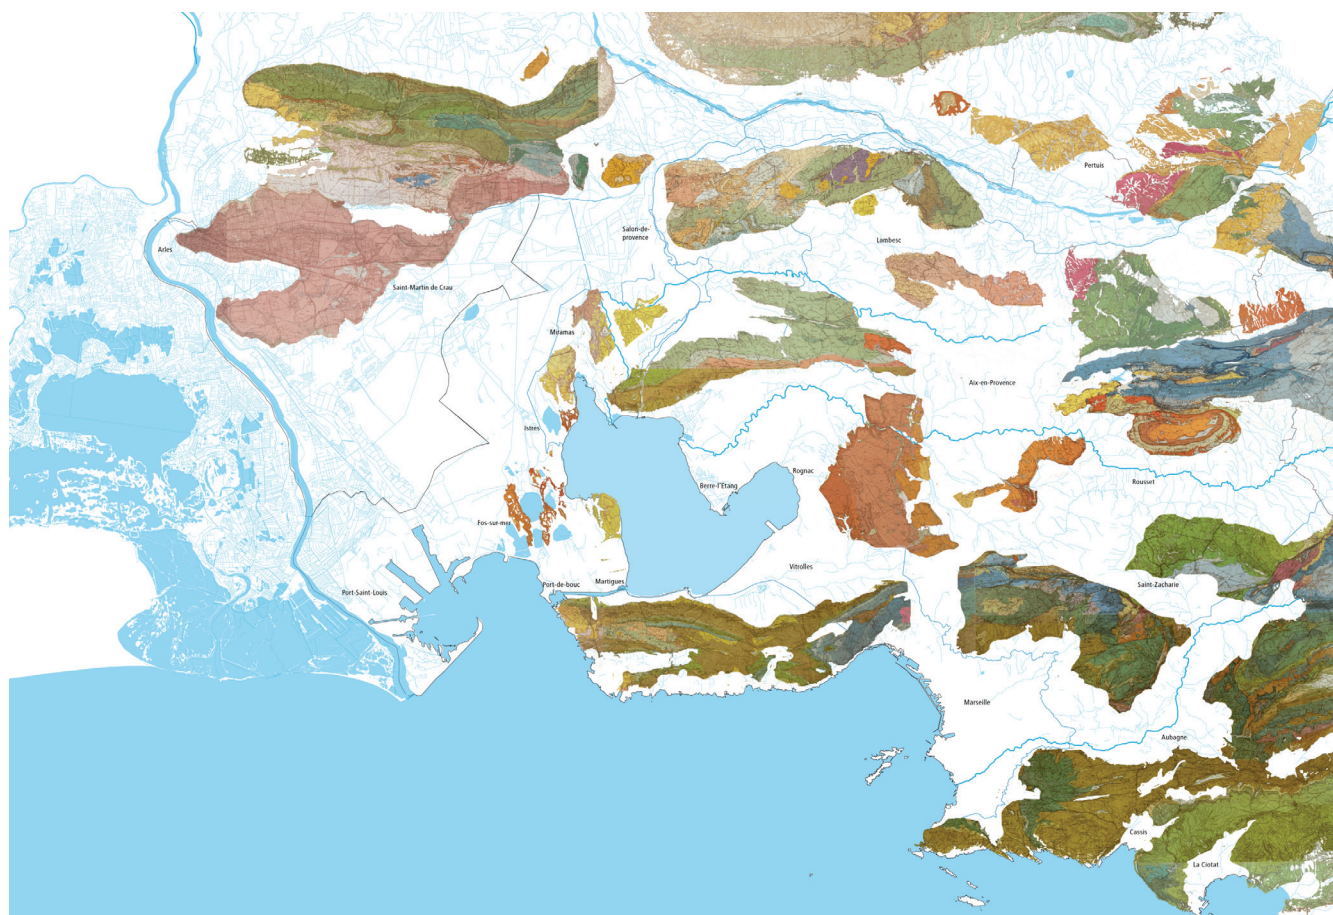 Pertuis
Arles
Salon-de-
provence
Lambesc
Saint-Martin de Crau
Miramas
Aix-en-Provence
Istres
Rognac
Berre-l'Etang
Rousset
Fos-sur-mer
Vitrolles
Port-de-bouc
Martigues
Saint-Zacharie
Port-Saint-Louis
Marseille
Aubagne
Cassis
La Ciotat